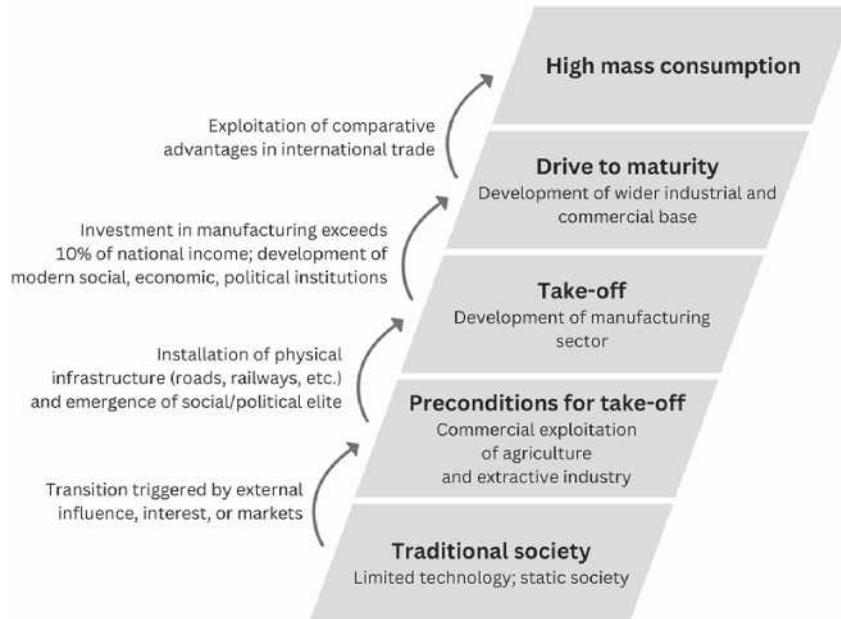 High mass consumption
Exploitation of comparative
advantages in international trade
Drive to maturity
Development of wider industrial and
commercial base
Investment in manufacturing exceeds
10% of national income; development of
modern social, economic, political institutions
Take-off
Development of manufacturing
sector
Installation of physical
infrastructure (roads, railways, etc.)
and emergence of social/political elite
Preconditions for take-off
Commercial exploitation
of agriculture
and extractive industry
Transition triggered by external
influence, interest, or markets
Traditional society
Limited technology; static society